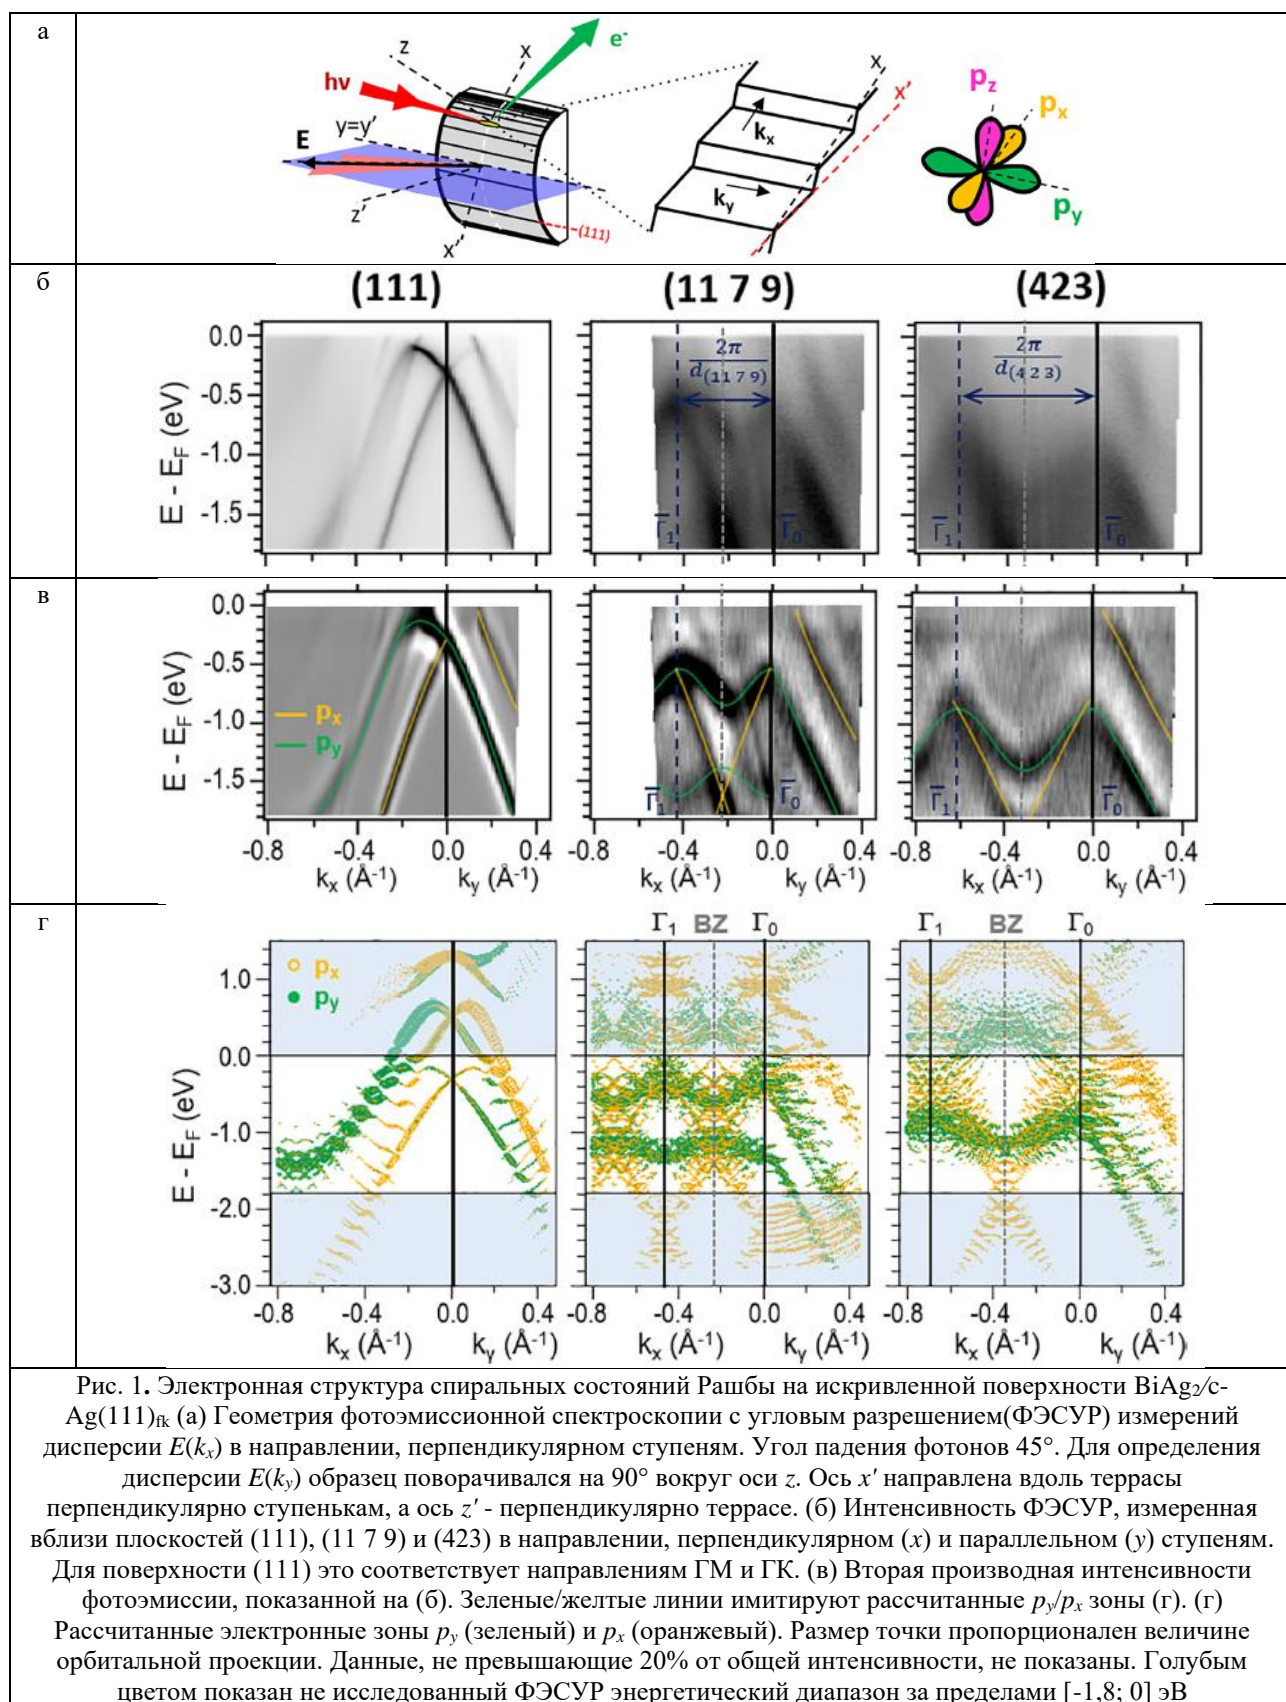 а
z
x
e-
hν
y=y'
E
z'
x'
(111)
x
x'
kx
ky
pz
px
py
б
(111)
(11 7 9)
(423)
E - EF (eV)
0.0
-0.5
-1.0
-1.5
2π
d(11 7 9)
Γ1
Γ0
2π
d(4 2 3)
Γ1
Γ0
в
E - EF (eV)
0.0
-0.5
-1.0
-1.5
px
py
Γ1
Γ0
Γ1
Γ0
-0.8 -0.4 0.0 0.4 -0.8 -0.4 0.0 0.4 -0.8 -0.4 0.0 0.4
kx (Å-1) ky (Å-1) kx (Å-1) ky (Å-1) kx (Å-1) ky (Å-1)
г
Γ1 BZ Γ0 Γ1 BZ Γ0
E - EF (eV)
1.0
0.0
-1.0
-2.0
-3.0
px
py
-0.8 -0.4 0.0 0.4 -0.8 -0.4 0.0 0.4 -0.8 -0.4 0.0 0.4
kx (Å-1) ky (Å-1) kx (Å-1) ky (Å-1) kx (Å-1) ky (Å-1)
Рис. 1. Электронная структура спиральных состояний Рашбы на искривленной поверхности BiAg2/c-
Ag(111)fk (а) Геометрия фотоэмиссионной спектроскопии с угловым разрешением(ФЭСУР) измерений
дисперсии E(kx) в направлении, перпендикулярном ступеням. Угол падения фотонов 45°. Для определения
дисперсии E(ky) образец поворачивался на 90° вокруг оси z. Ось x' направлена вдоль террасы
перпендикулярно ступенькам, а ось z' - перпендикулярно террасе. (б) Интенсивность ФЭСУР, измеренная
вблизи плоскостей (111), (11 7 9) и (423) в направлении, перпендикулярном (x) и параллельном (y) ступеням.
Для поверхности (111) это соответствует направлениям ГМ и ГК. (в) Вторая производная интенсивности
фотоэмиссии, показанной на (б). Зеленые/желтые линии имитируют рассчитанные py/px зоны (г). (г)
Рассчитанные электронные зоны py (зеленый) и px (оранжевый). Размер точки пропорционален величине
орбитальной проекции. Данные, не превышающие 20% от общей интенсивности, не показаны. Голубым
цветом показан не исследованный ФЭСУР энергетический диапазон за пределами [-1,8; 0] эВ